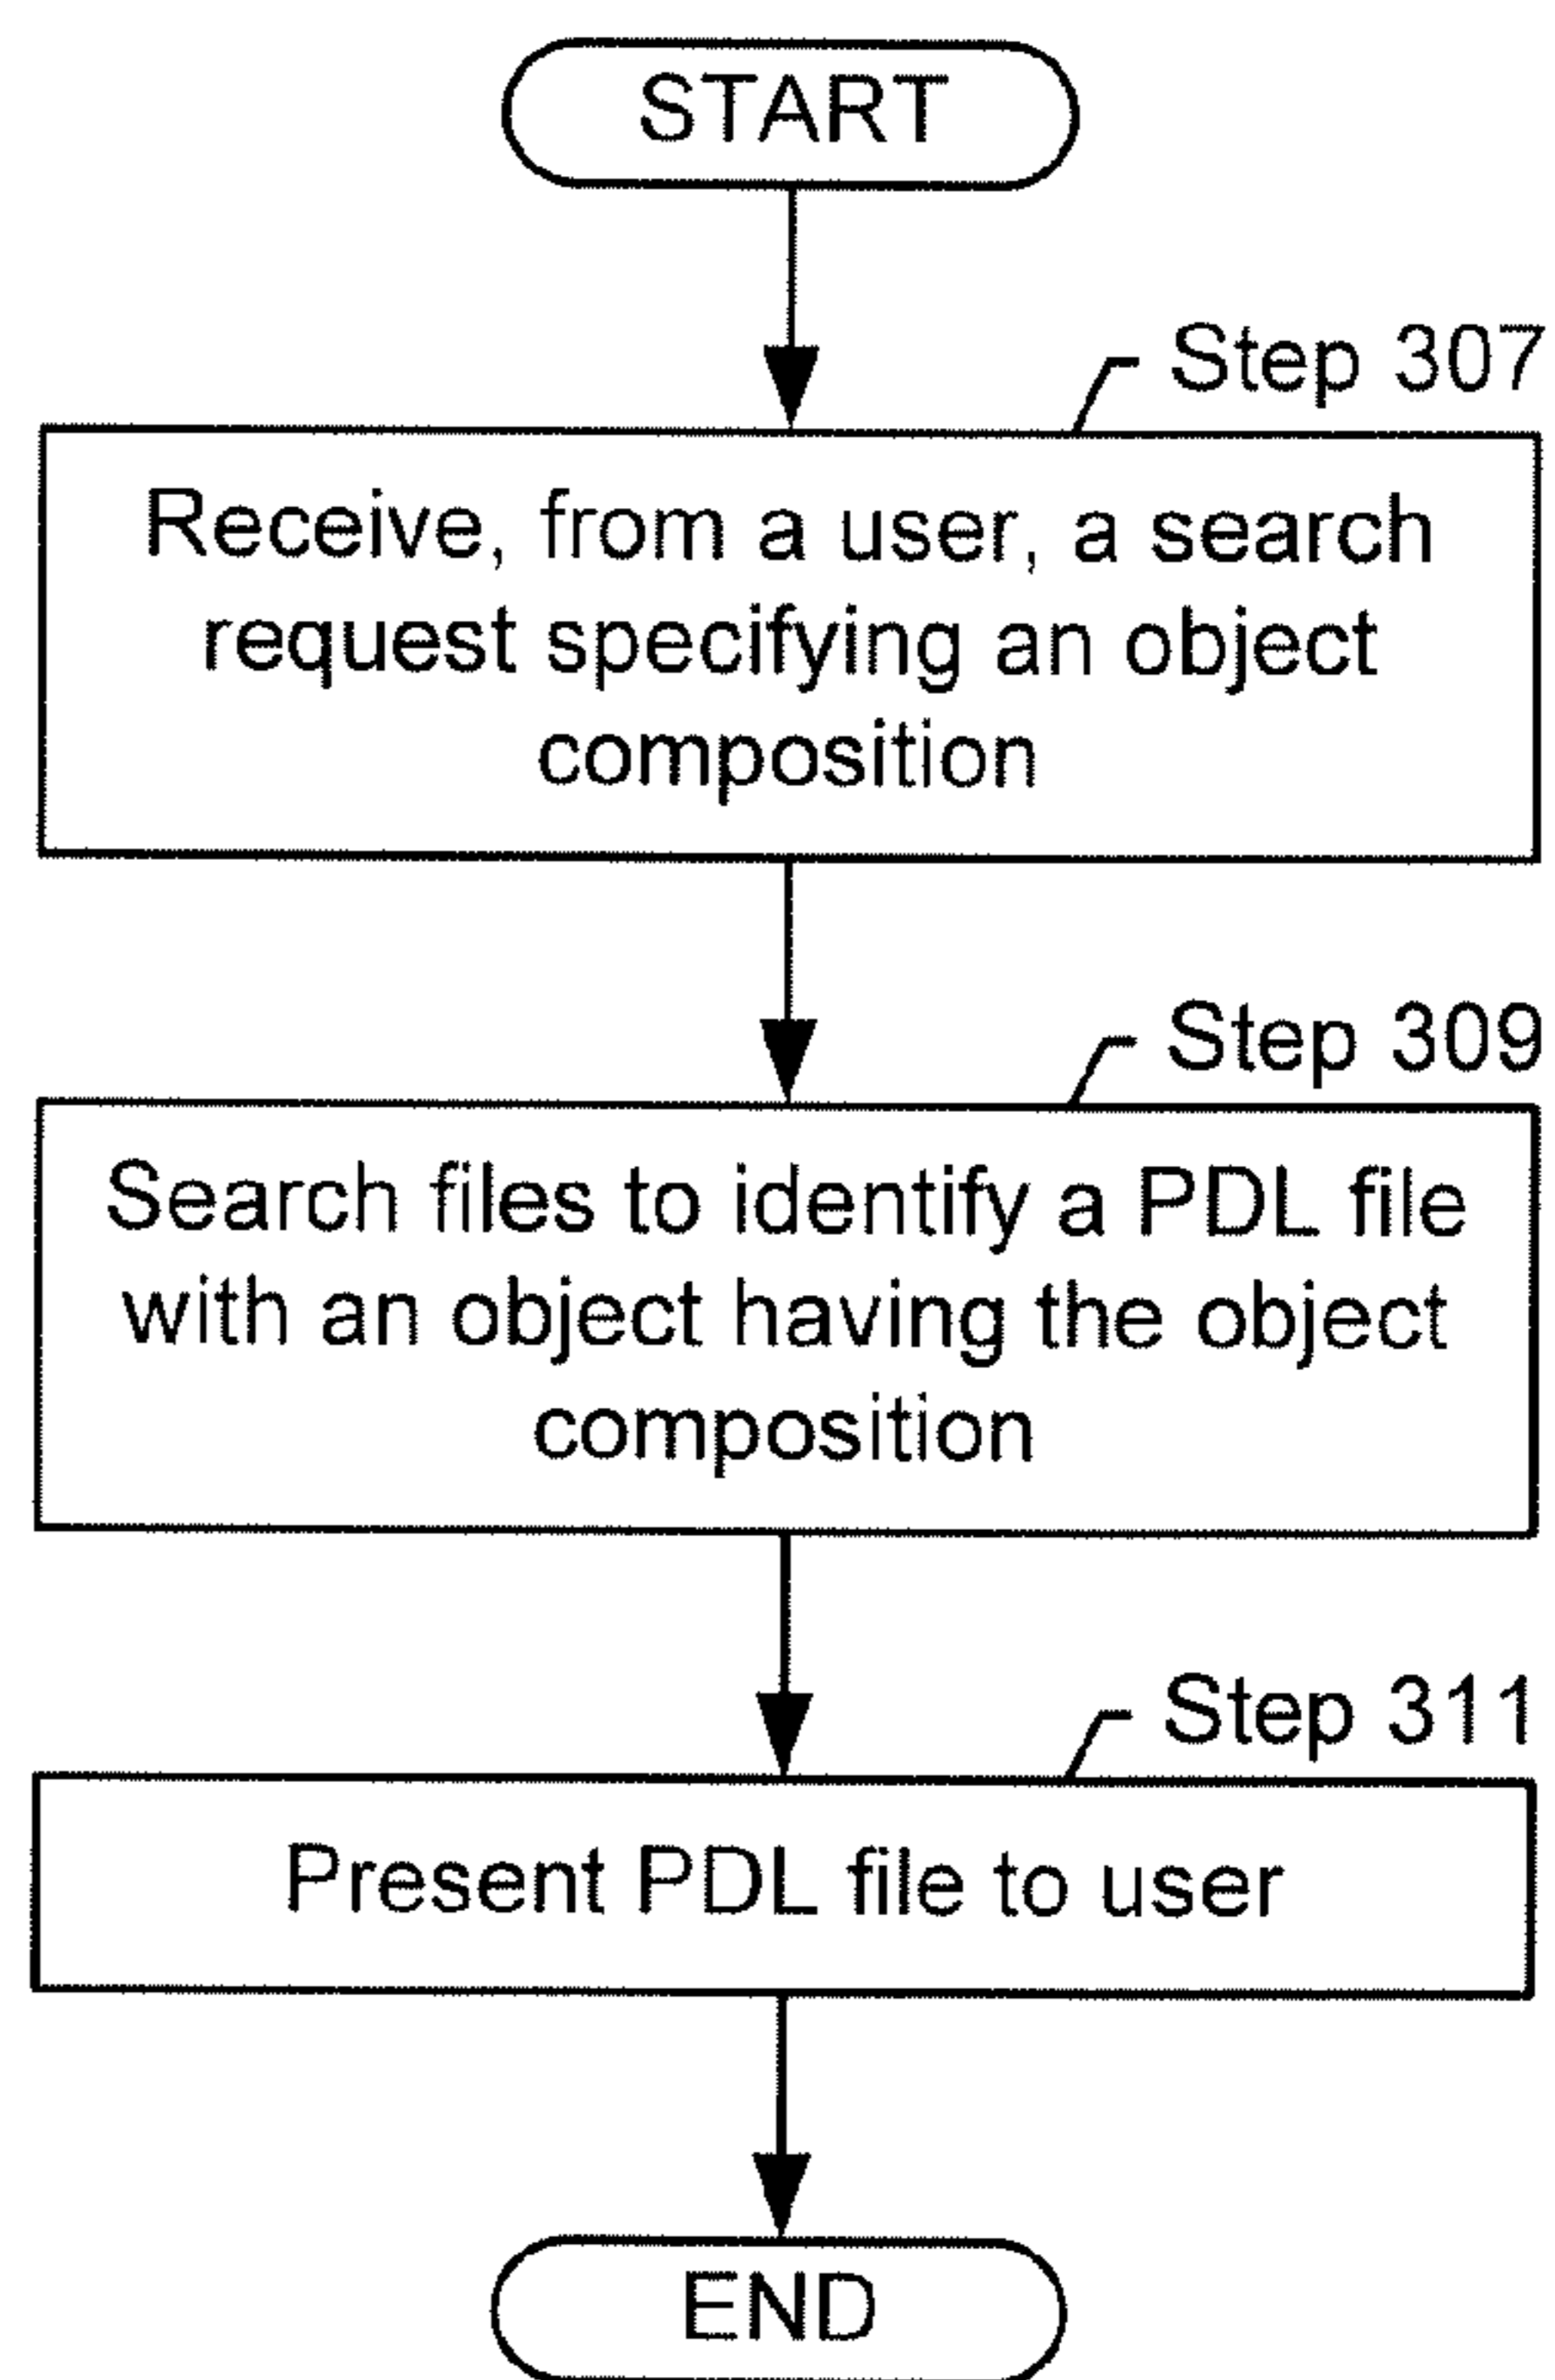 START
Step 307
Receive, from a user, a search
request specifying an object
composition
Step 309
Search files to identify a PDL file
with an object having the object
composition
Step 311
Present PDL file to user
END